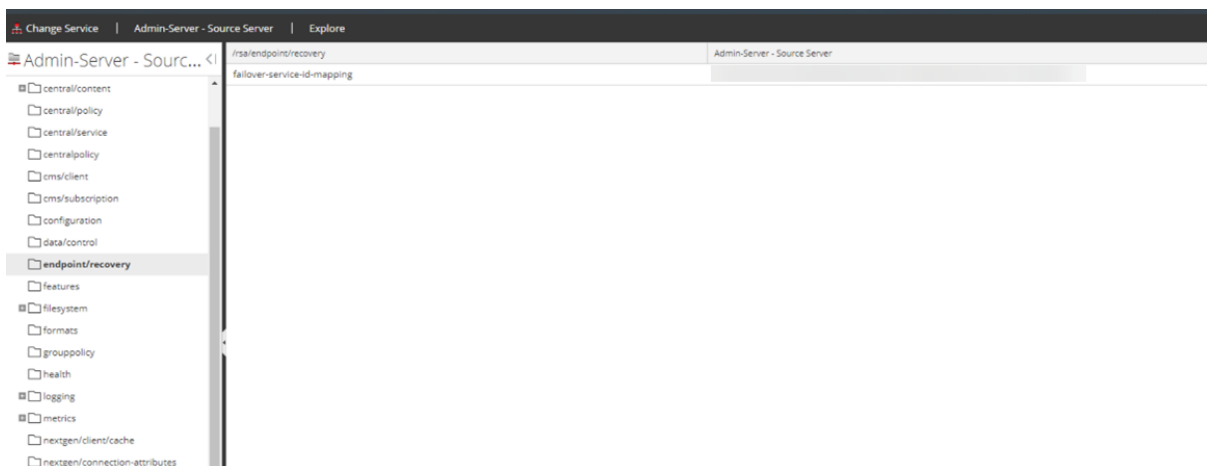 Change Service | Admin-Server - Source Server | Explore
Admin-Server - Sourc...
/rsa/endpoint/recovery Admin-Server - Source Server
failover-service-id-mapping
central/content
central/policy
central/service
centralpolicy
cms/client
cms/subscription
configuration
data/control
endpoint/recovery
features
filesystem
formats
grouppolicy
health
logging
metrics
nextgen/client/cache
nextgen/connection-attributes